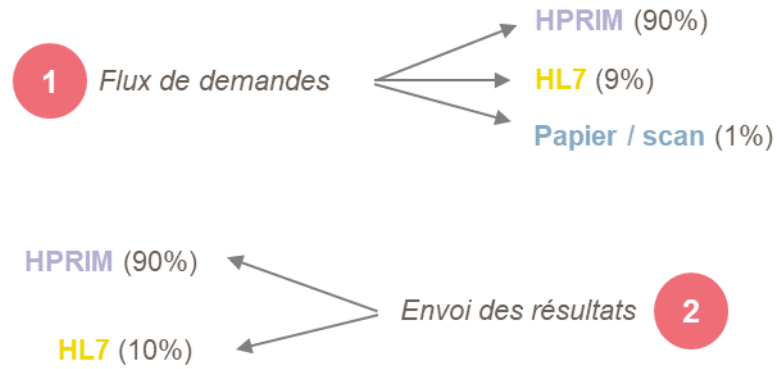 HPRIM (90%)
1 Flux de demandes
HL7 (9%)
Papier / scan (1%)
HPRIM (90%)
Envoi des résultats 2
HL7 (10%)